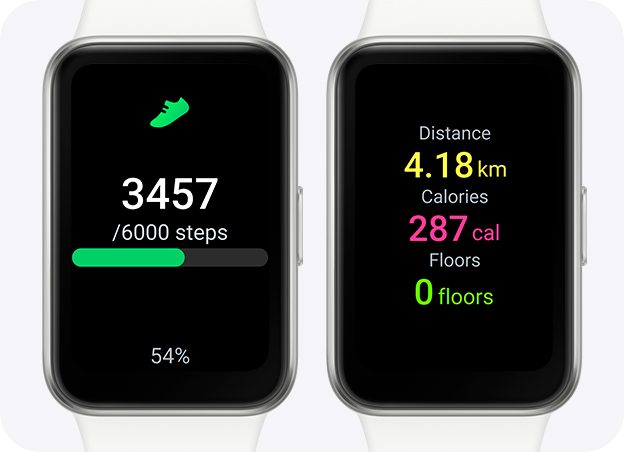 3457
/6000 steps
54%
Distance
4.18 km
Calories
287 cal
Floors
0 floors